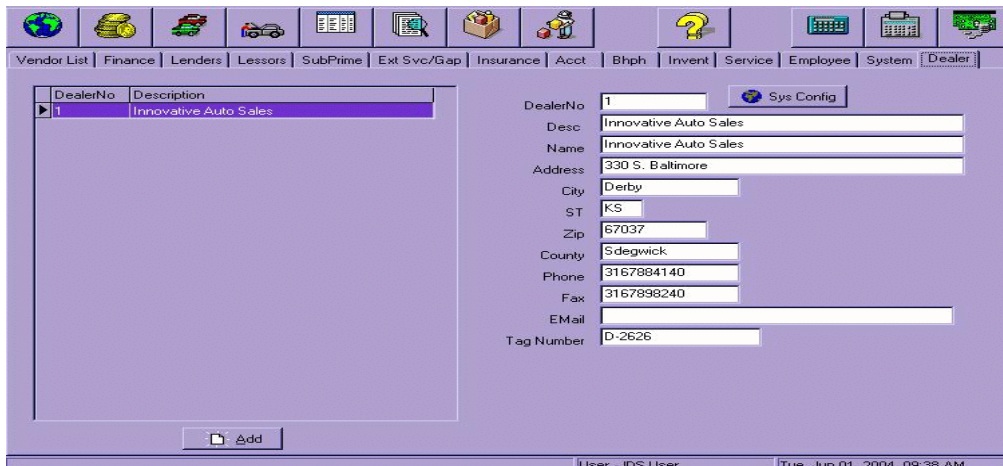 Vendor List Finance Lenders Lessors SubPrime Ext Svc/Gap Insurance Acct Bhph Invent Service Employee System Dealer
DealerNo Description
1 Innovative Auto Sales
Add
DealerNo 1 Sys Config
Desc Innovative Auto Sales
Name Innovative Auto Sales
Address 330 S. Baltimore
City Derby
ST KS
Zip 67037
County Sdegwick
Phone 3167884140
Fax 3167898240
EMail
Tag Number D-2626
User - IDS User Tue, Jun 01, 2004 09:38 AM